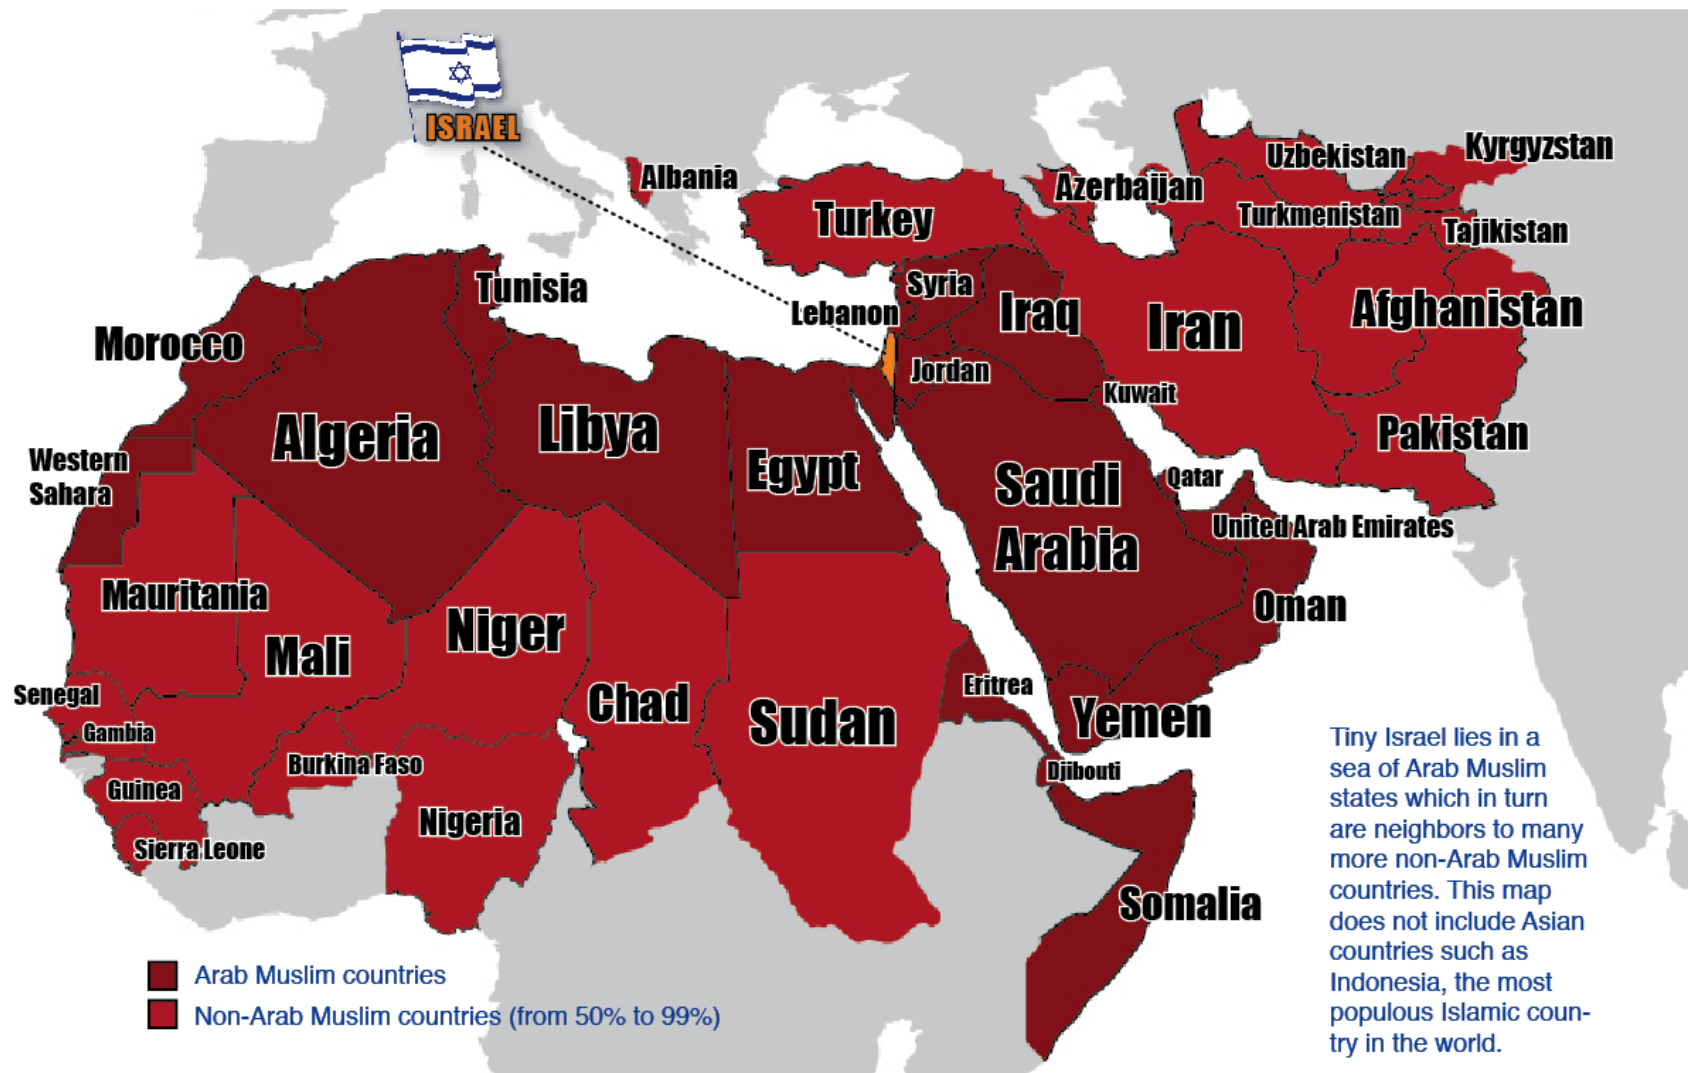 ISRAEL
Albania
Turkey
Azerbaijan
Uzbekistan
Kyrgyzstan
Turkmenistan
Tajikistan
Tunisia
Syria
Lebanon
Iraq
Iran
Afghanistan
Morocco
Jordan
Kuwait
Algeria
Libya
Egypt
Pakistan
Western
Sahara
Saudi
Arabia
Qatar
United Arab Emirates
Mauritania
Mali
Niger
Oman
Senegal
Gambia
Chad
Sudan
Eritrea
Yemen
Burkina Faso
Djibouti
Guinea
Nigeria
Sierra Leone
Somalia
Tiny Israel lies in a
sea of Arab Muslim
states which in turn
are neighbors to many
more non-Arab Muslim
countries. This map
does not include Asian
countries such as
Indonesia, the most
populous Islamic coun-
try in the world.
Arab Muslim countries
Non-Arab Muslim countries (from 50% to 99%)